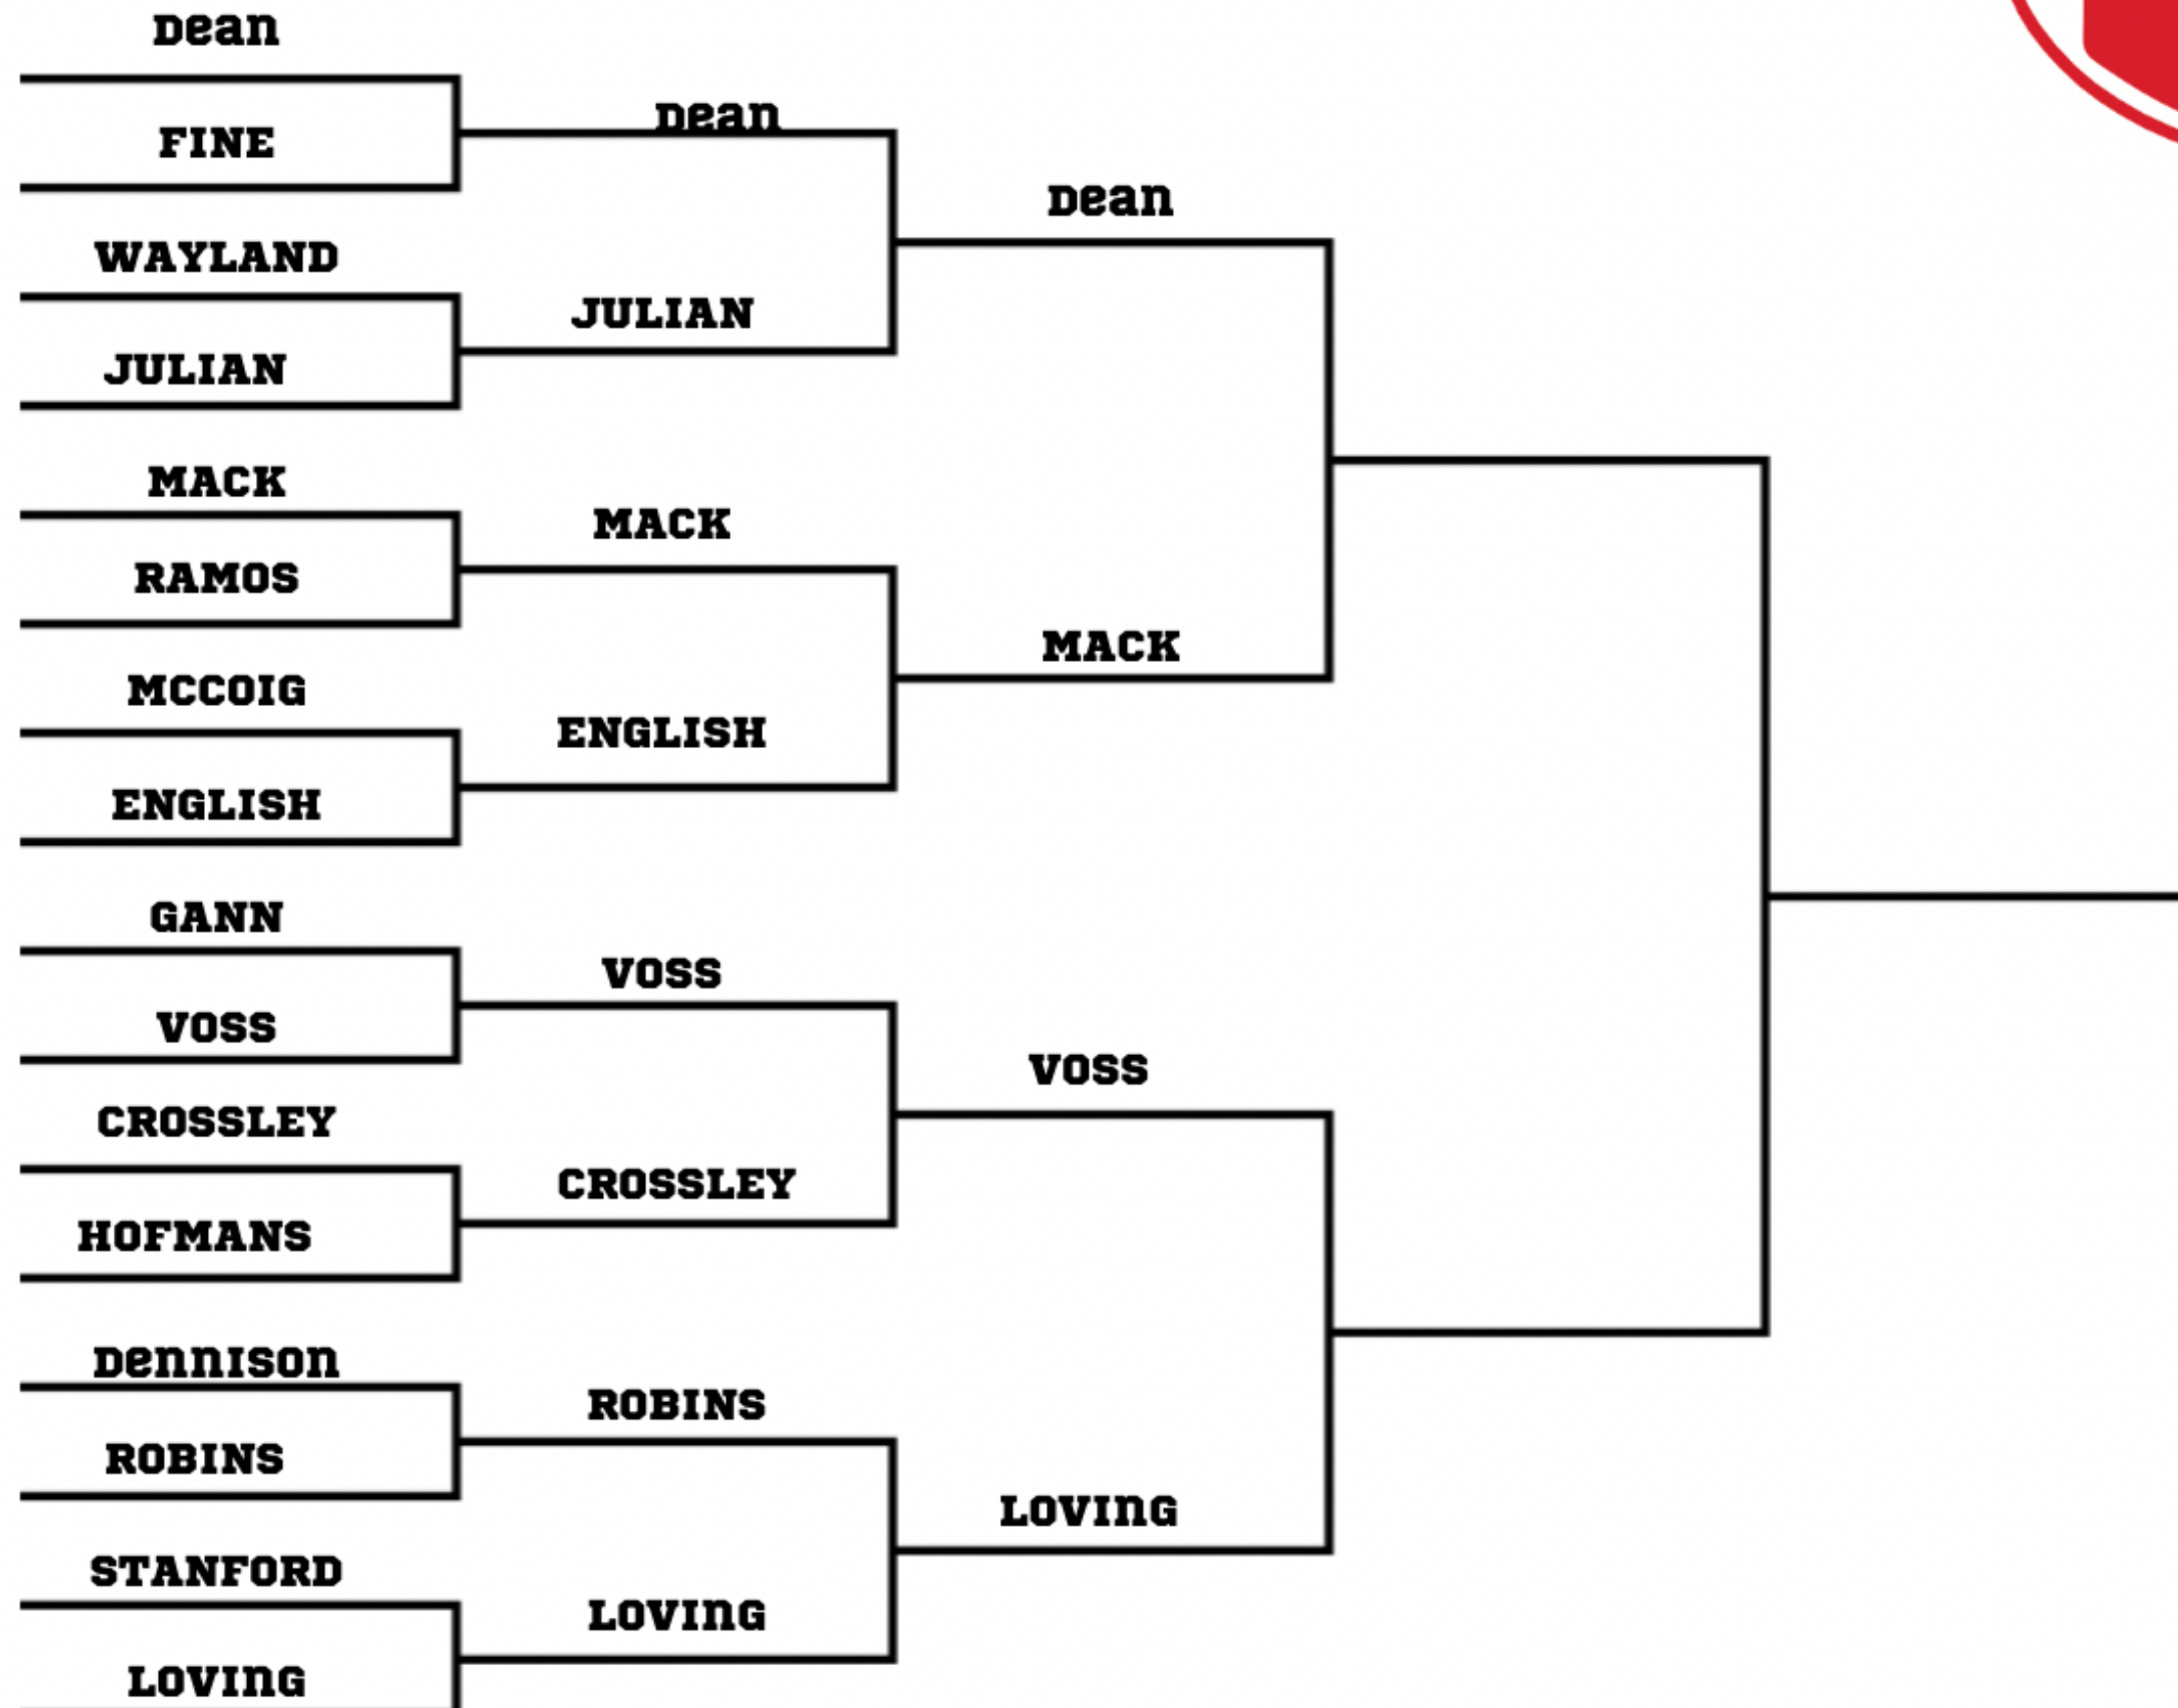 Dean
FINE
WAYLAND
JULIAN
MACK
RAMOS
MCCOIG
ENGLISH
GANN
VOSS
CROSSLEY
HOFMANS
Dennison
ROBINS
STANFORD
LOVInG
Dean
JULIAN
MACK
ENGLISH
VOSS
CROSSLEY
ROBINS
LOVInG
Dean
MACK
VOSS
LOVInG